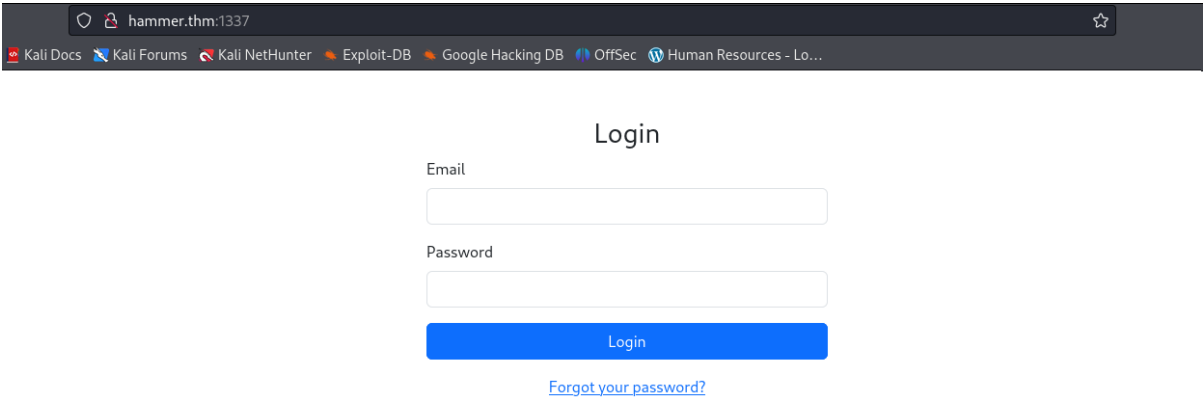 hammer.thm:1337
Kali Docs Kali Forums Kali NetHunter Exploit-DB Google Hacking DB OffSec Human Resources - Lo...
Login
Email
Password
Login
Forgot your password?